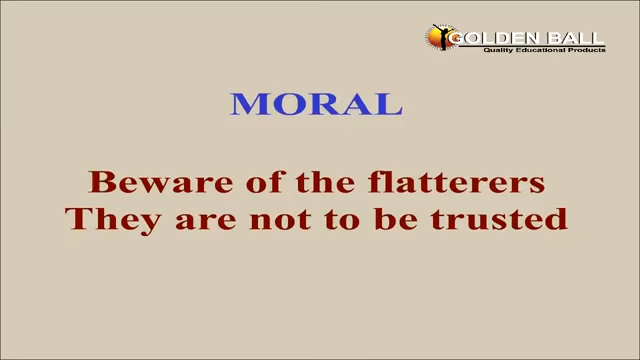 GOLDEN BALL
Quality Educational Products
MORAL
Beware of the flatterers
They are not to be trusted